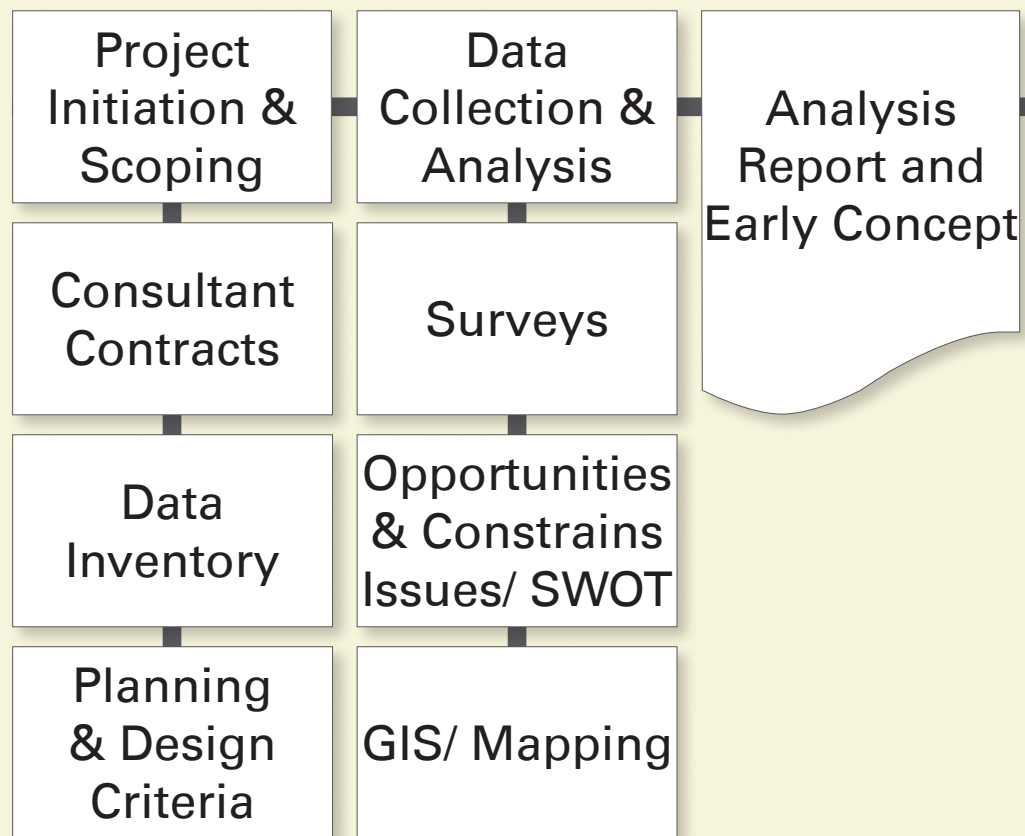 Project
Initiation &
Scoping
Consultant
Contracts
Data
Inventory
Planning
& Design
Criteria
Data
Collection &
Analysis
Surveys
Opportunities
& Constrains
Issues/ SWOT
GIS/ Mapping
Analysis
Report and
Early Concept